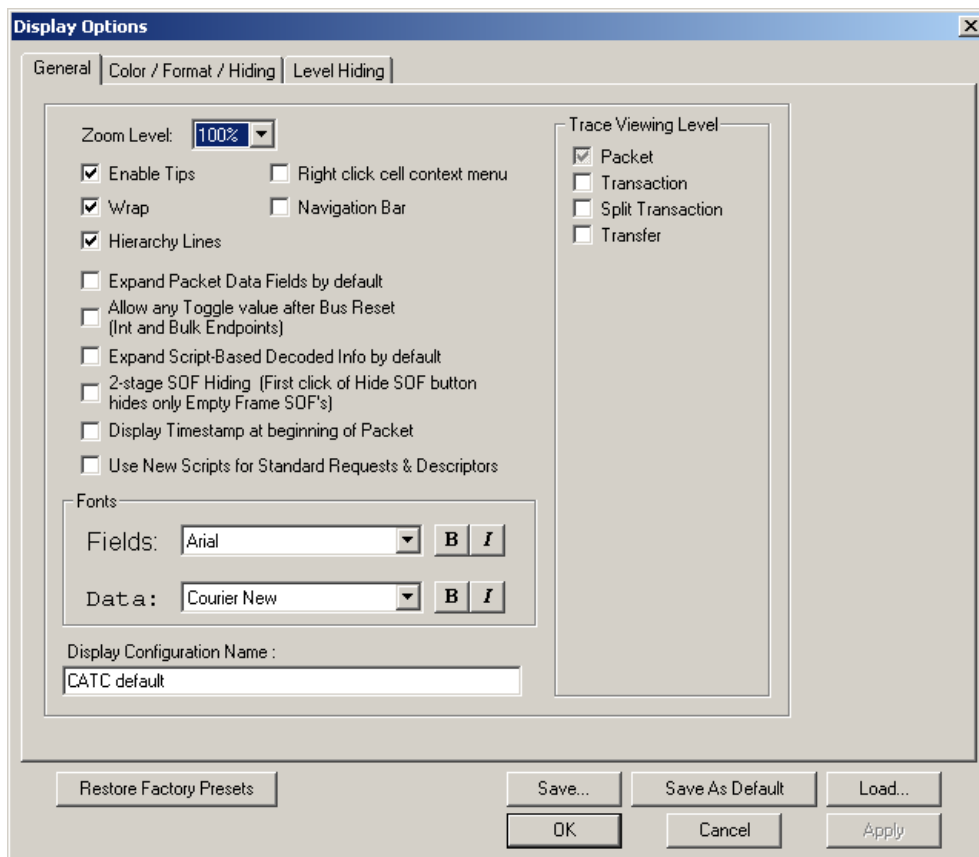 Display Options
General
Color / Format / Hiding
Level Hiding
Zoom Level:
100%
Enable Tips
Right click cell context menu
Wrap
Navigation Bar
Hierarchy Lines
Expand Packet Data Fields by default
Allow any Toggle value after Bus Reset
(Int and Bulk Endpoints)
Expand Script-Based Decoded Info by default
2-stage SOF Hiding (First click of Hide SOF button
hides only Empty Frame SOF's)
Display Timestamp at beginning of Packet
Use New Scripts for Standard Requests & Descriptors
Trace Viewing Level
Packet
Transaction
Split Transaction
Transfer
Fonts
Fields:
Arial
B
I
Data:
Courier New
B
I
Display Configuration Name :
CATC default
Restore Factory Presets
Save...
Save As Default
Load...
OK
Cancel
Apply